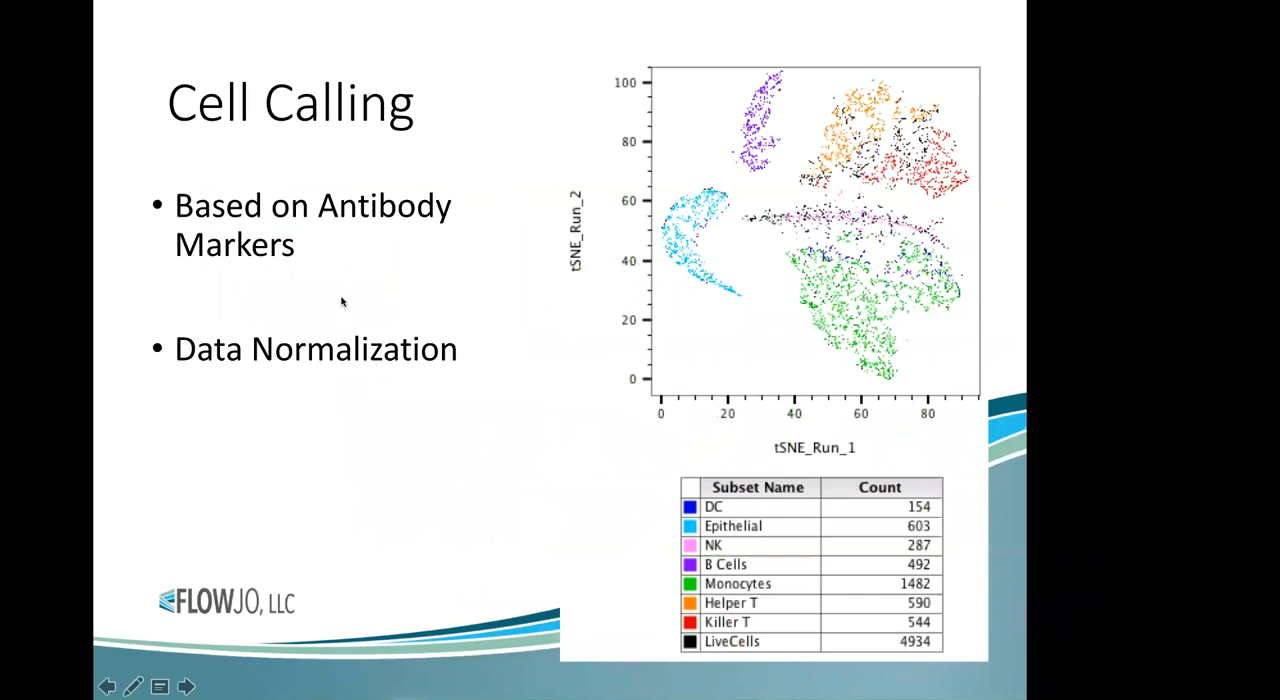 Cell Calling
• Based on Antibody
Markers
• Data Normalization
FLOWJO, LLC
tSNE_Run_2
100
80
60
40
20
0
0 20 40 60 80
tSNE_Run_1
Subset Name Count
DC 154
Epithelial 603
NK 287
B Cells 492
Monocytes 1482
Helper T 590
Killer T 544
LiveCells 4934